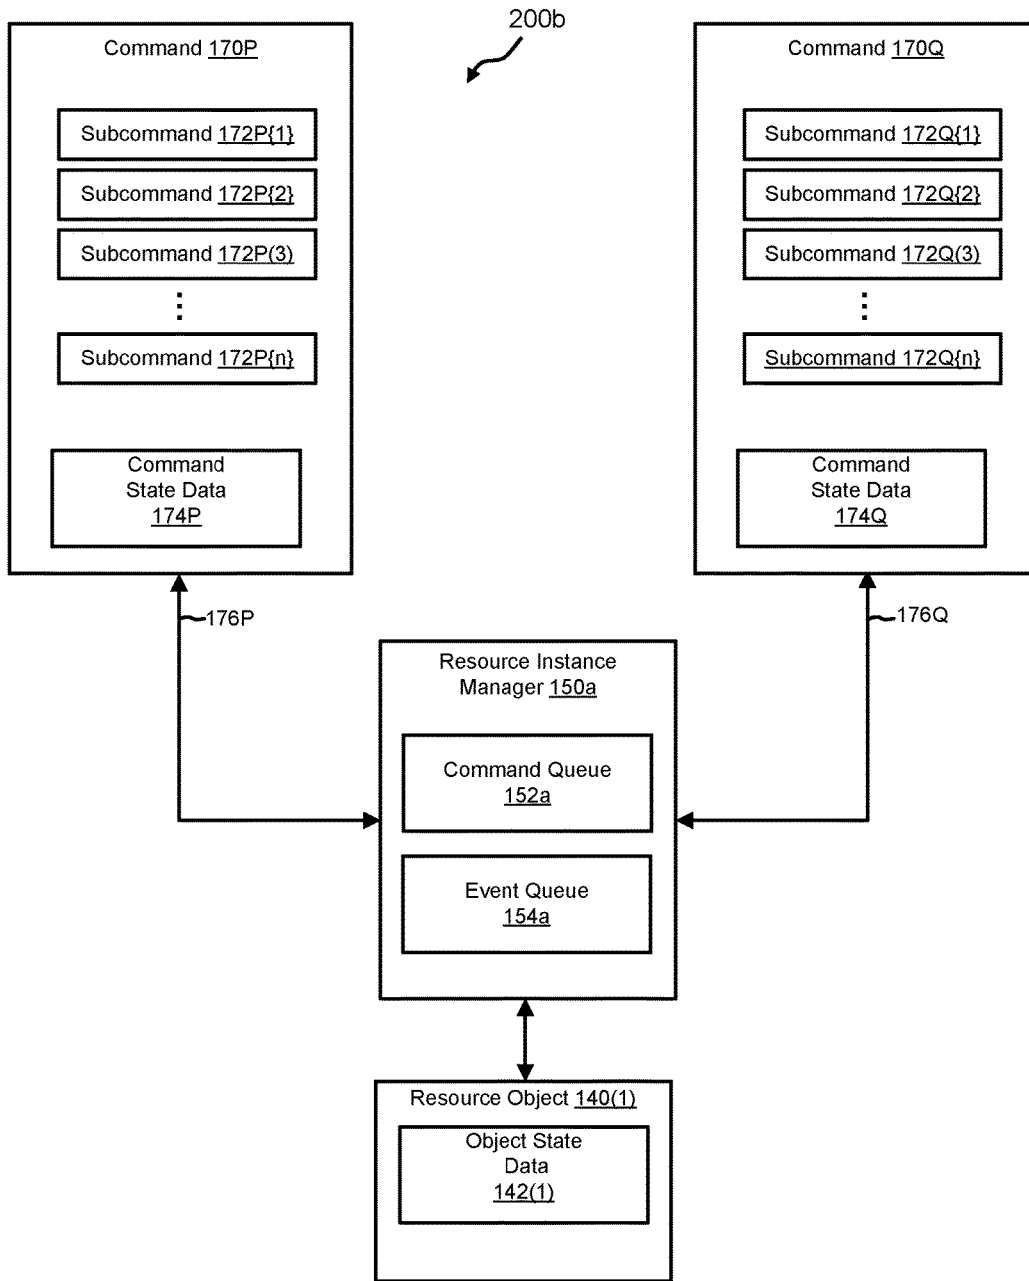 200b
Command 170P
Subcommand 172P{1}
Subcommand 172P{2}
Subcommand 172P(3)
⋮
Subcommand 172P{n}
Command
State Data
174P
Command 170Q
Subcommand 172Q{1}
Subcommand 172Q{2}
Subcommand 172Q(3)
⋮
Subcommand 172Q{n}
Command
State Data
174Q
176P
176Q
Resource Instance
Manager 150a
Command Queue
152a
Event Queue
154a
Resource Object 140(1)
Object State
Data
142(1)